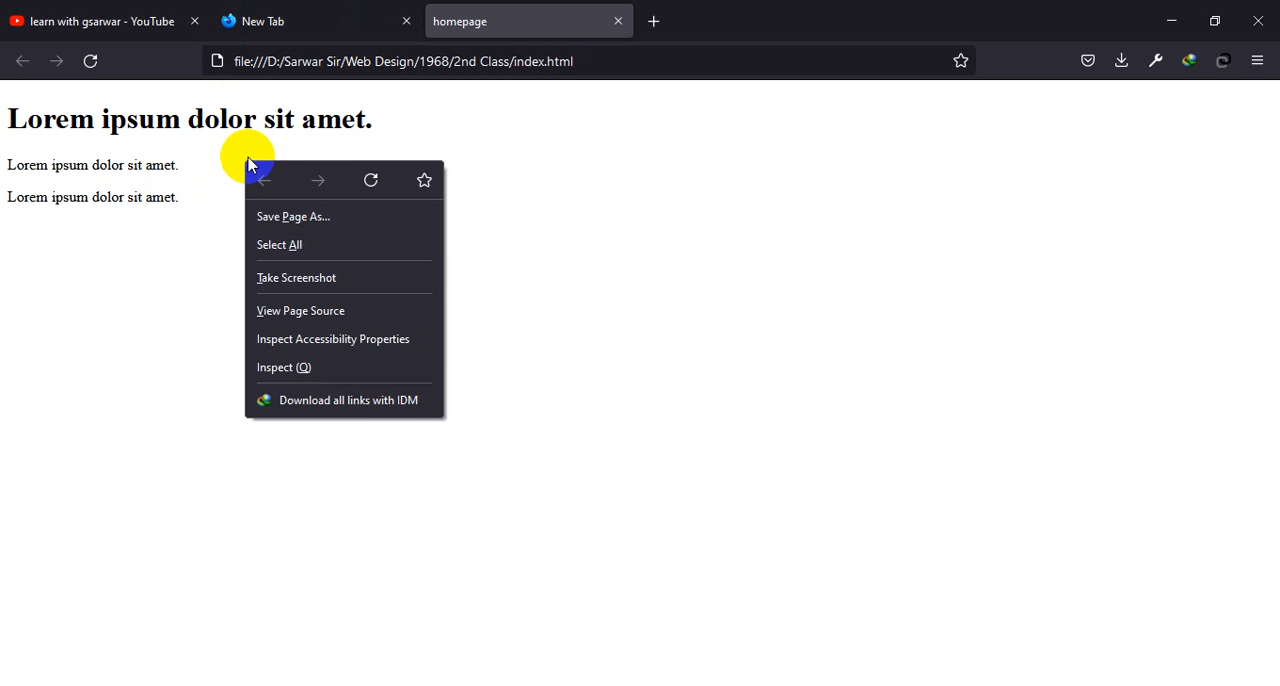 learn with gsarwar - YouTube
New Tab
homepage
file:///D:/Sarwar Sir/Web Design/1968/2nd Class/index.html
Lorem ipsum dolor sit amet.
Lorem ipsum dolor sit amet.
Lorem ipsum dolor sit amet.
Save Page As...
Select All
Take Screenshot
View Page Source
Inspect Accessibility Properties
Inspect (Q)
Download all links with IDM